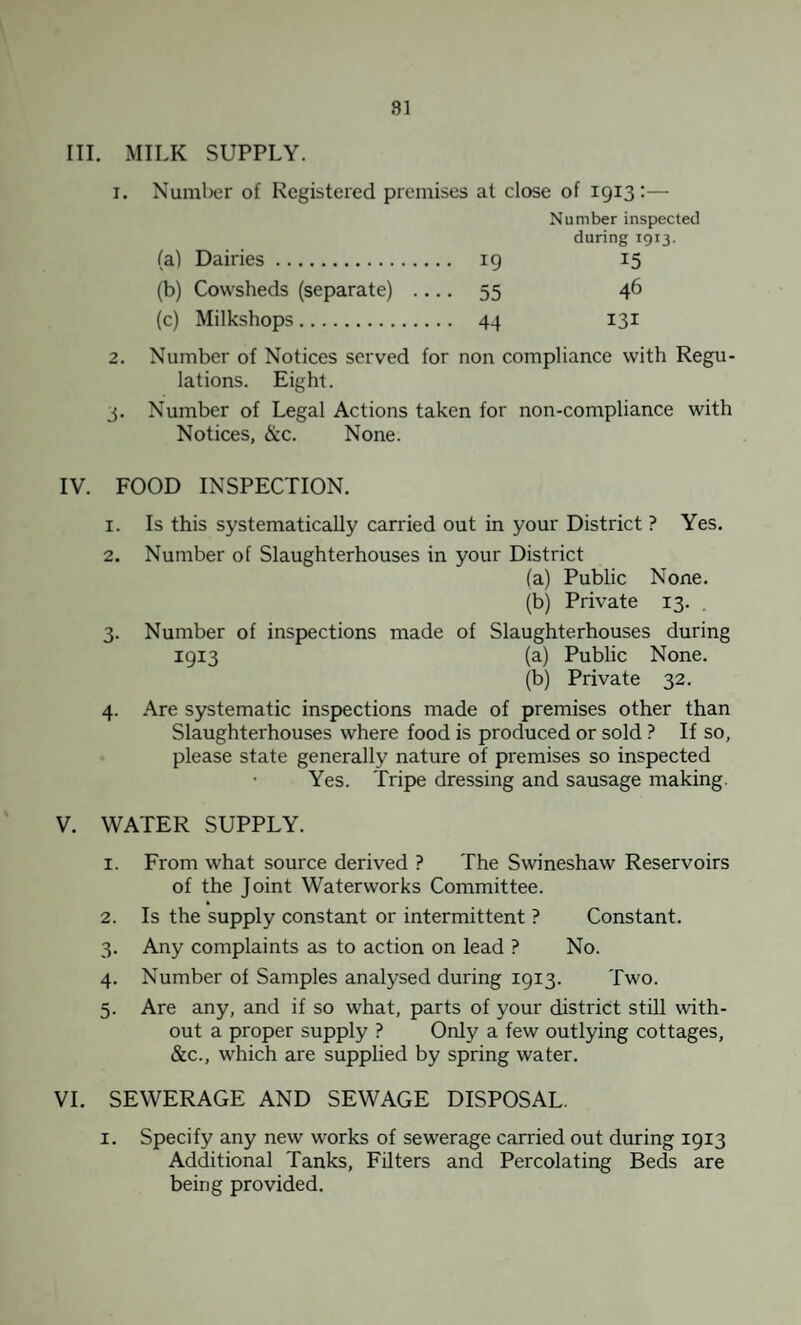 81
III. MILK SUPPLY.
1. Number of Registered premises at close of 1913:—
Number inspected
during 1913.
(a) Dairies .................. 19 15
(b) Cowsheds (separate) .... 55 46
(c) Milkshops............... 44 131
2. Number of Notices served for non compliance with Regu-
lations. Eight.
3. Number of Legal Actions taken for non-compliance with
Notices, &c. None.
IV. FOOD INSPECTION.
1. Is this systematically carried out in your District ? Yes.
2. Number of Slaughterhouses in your District
(a) Public None.
(b) Private 13. .
3. Number of inspections made of Slaughterhouses during
1913 (a) Public None.
(b) Private 32.
4. Are systematic inspections made of premises other than
Slaughterhouses where food is produced or sold ? If so,
please state generally nature of premises so inspected
Yes. Tripe dressing and sausage making.
V. WATER SUPPLY.
1. From what source derived ? The Swineshaw Reservoirs
of the Joint Waterworks Committee.
2. Is the supply constant or intermittent ? Constant.
3. Any complaints as to action on lead ? No.
4. Number of Samples analysed during 1913. Two.
5. Are any, and if so what, parts of your district still with-
out a proper supply ? Only a few outlying cottages,
&c., which are supplied by spring water.
VI. SEWERAGE AND SEWAGE DISPOSAL.
1. Specify any new works of sewerage carried out during 1913
Additional Tanks, Filters and Percolating Beds are
being provided.